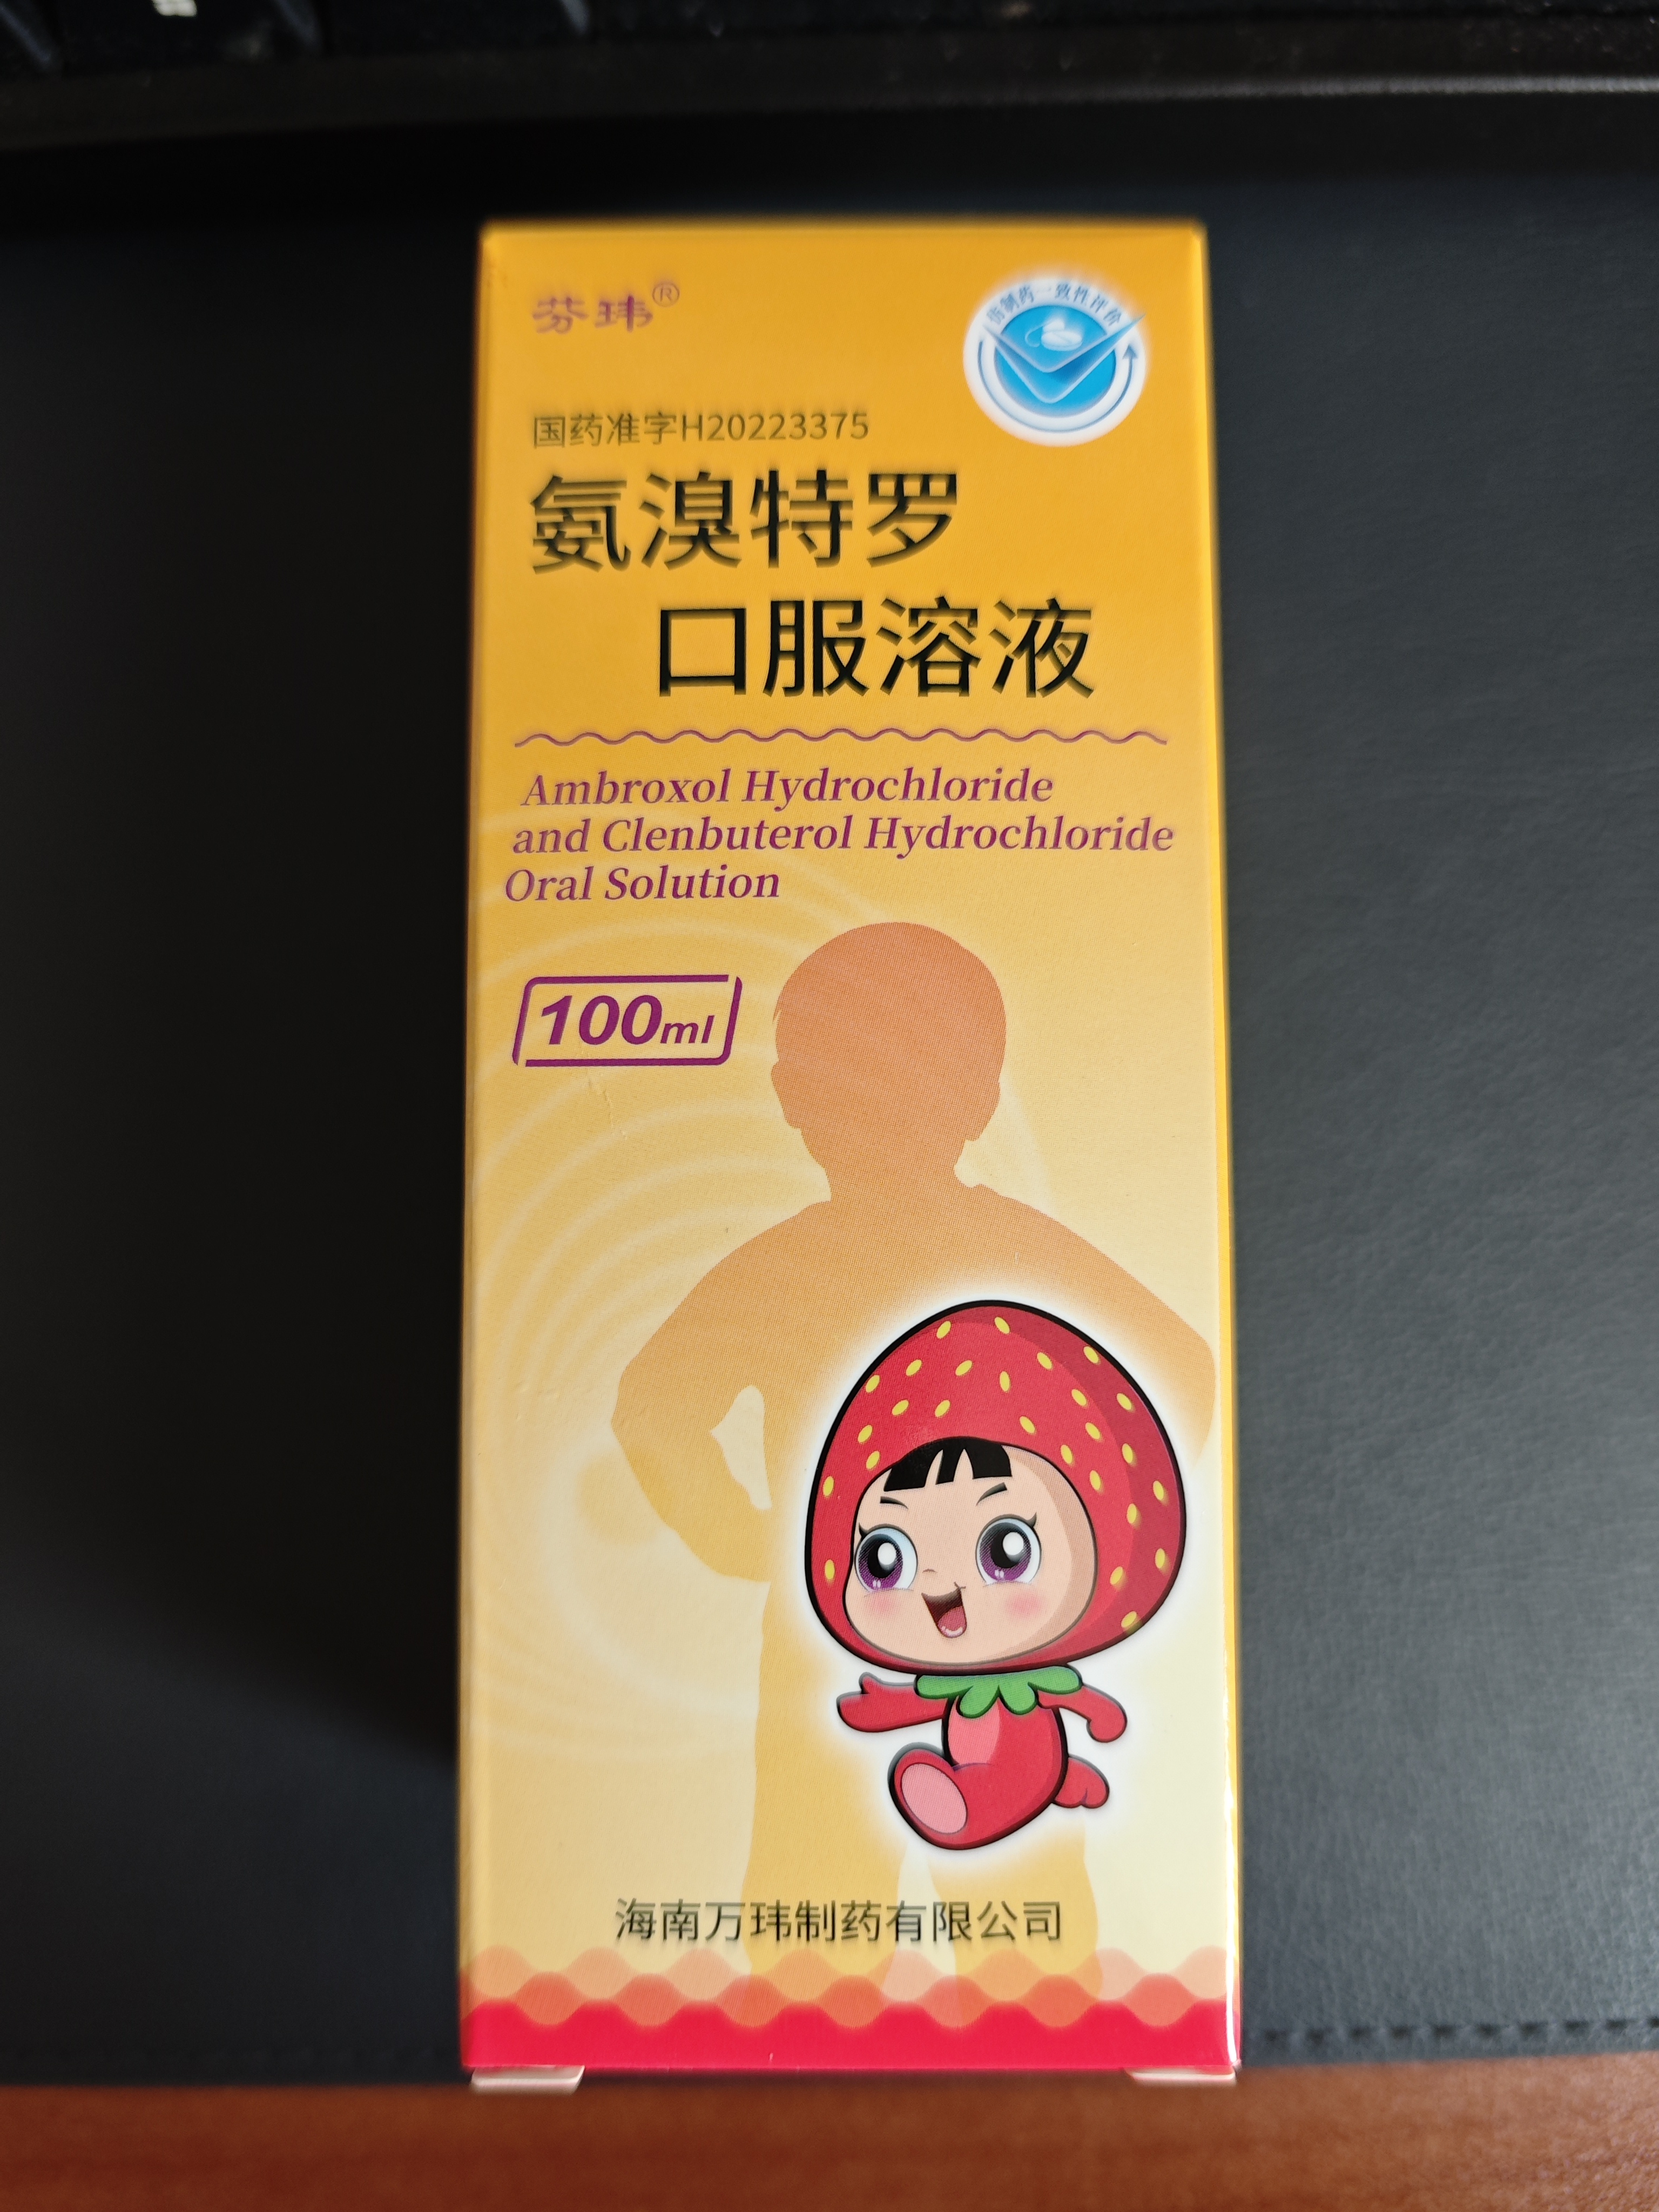 芬玮®
仿制药一致性评价
国药准字H20223375
氨溴特罗
口服溶液
Ambroxol Hydrochloride
and Clenbuterol Hydrochloride
Oral Solution
100ml
海南万玮制药有限公司